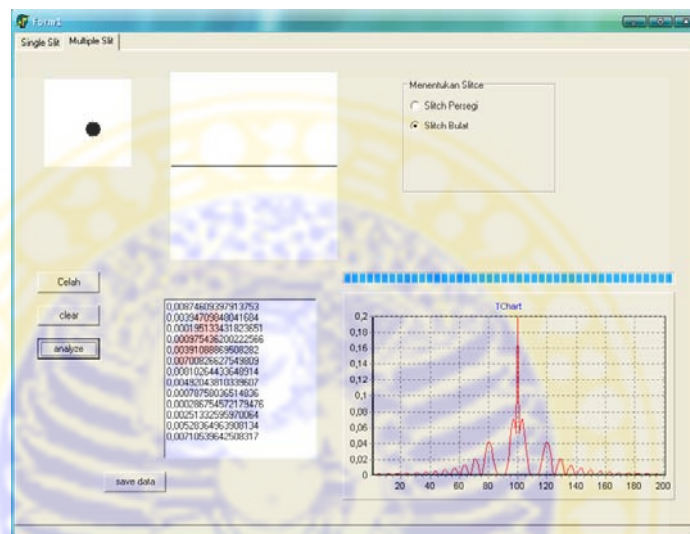 Form1
Single Slit Multiple Slit
Menentukan Slitce
Slitch Persegi
Slitch Bulat
Celah
clear
analyze
save data
0,00874609397913753
0,00394709848041684
0,000195133431823651
0,000975436200222566
0,00391088869508282
0,00700826627549809
0,00810264433648914
0,00492043810339607
0,00078758036514836
0,000286754572179476
0,00251332595970064
0,00528364963908134
0,00710539642508317
TChart
0,2
0,18
0,16
0,14
0,12
0,1
0,08
0,06
0,04
0,02
0
20 40 60 80 100 120 140 160 180 200